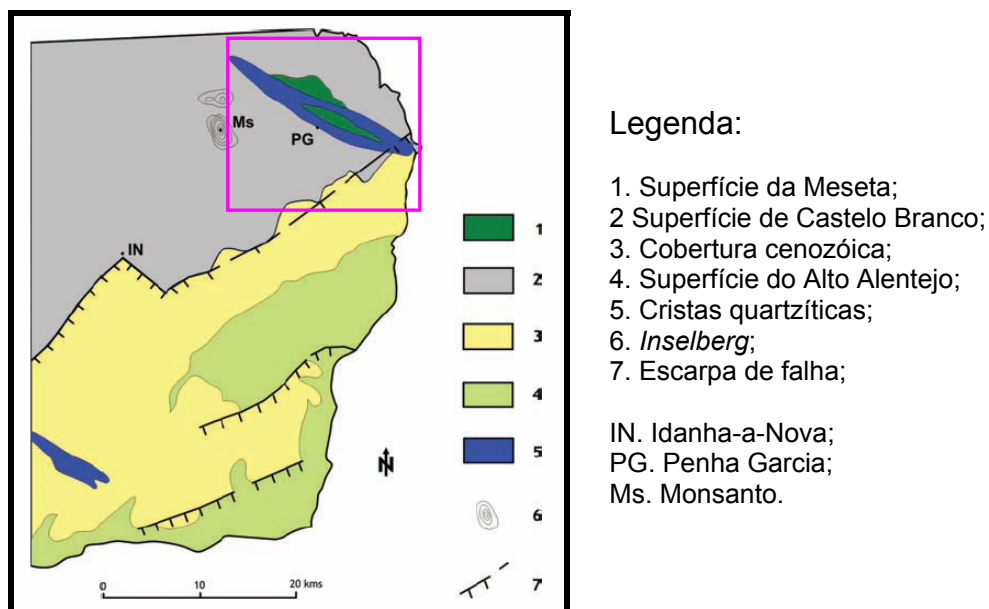 Ms
PG
IN
1
2
3
4
5
6
7
N
0 10 20 kms
Legenda:
1. Superfície da Meseta;
2 Superfície de Castelo Branco;
3. Cobertura cenozóica;
4. Superfície do Alto Alentejo;
5. Cristas quartzíticas;
6. Inselberg;
7. Escarpa de falha;
IN. Idanha-a-Nova;
PG. Penha Garcia;
Ms. Monsanto.